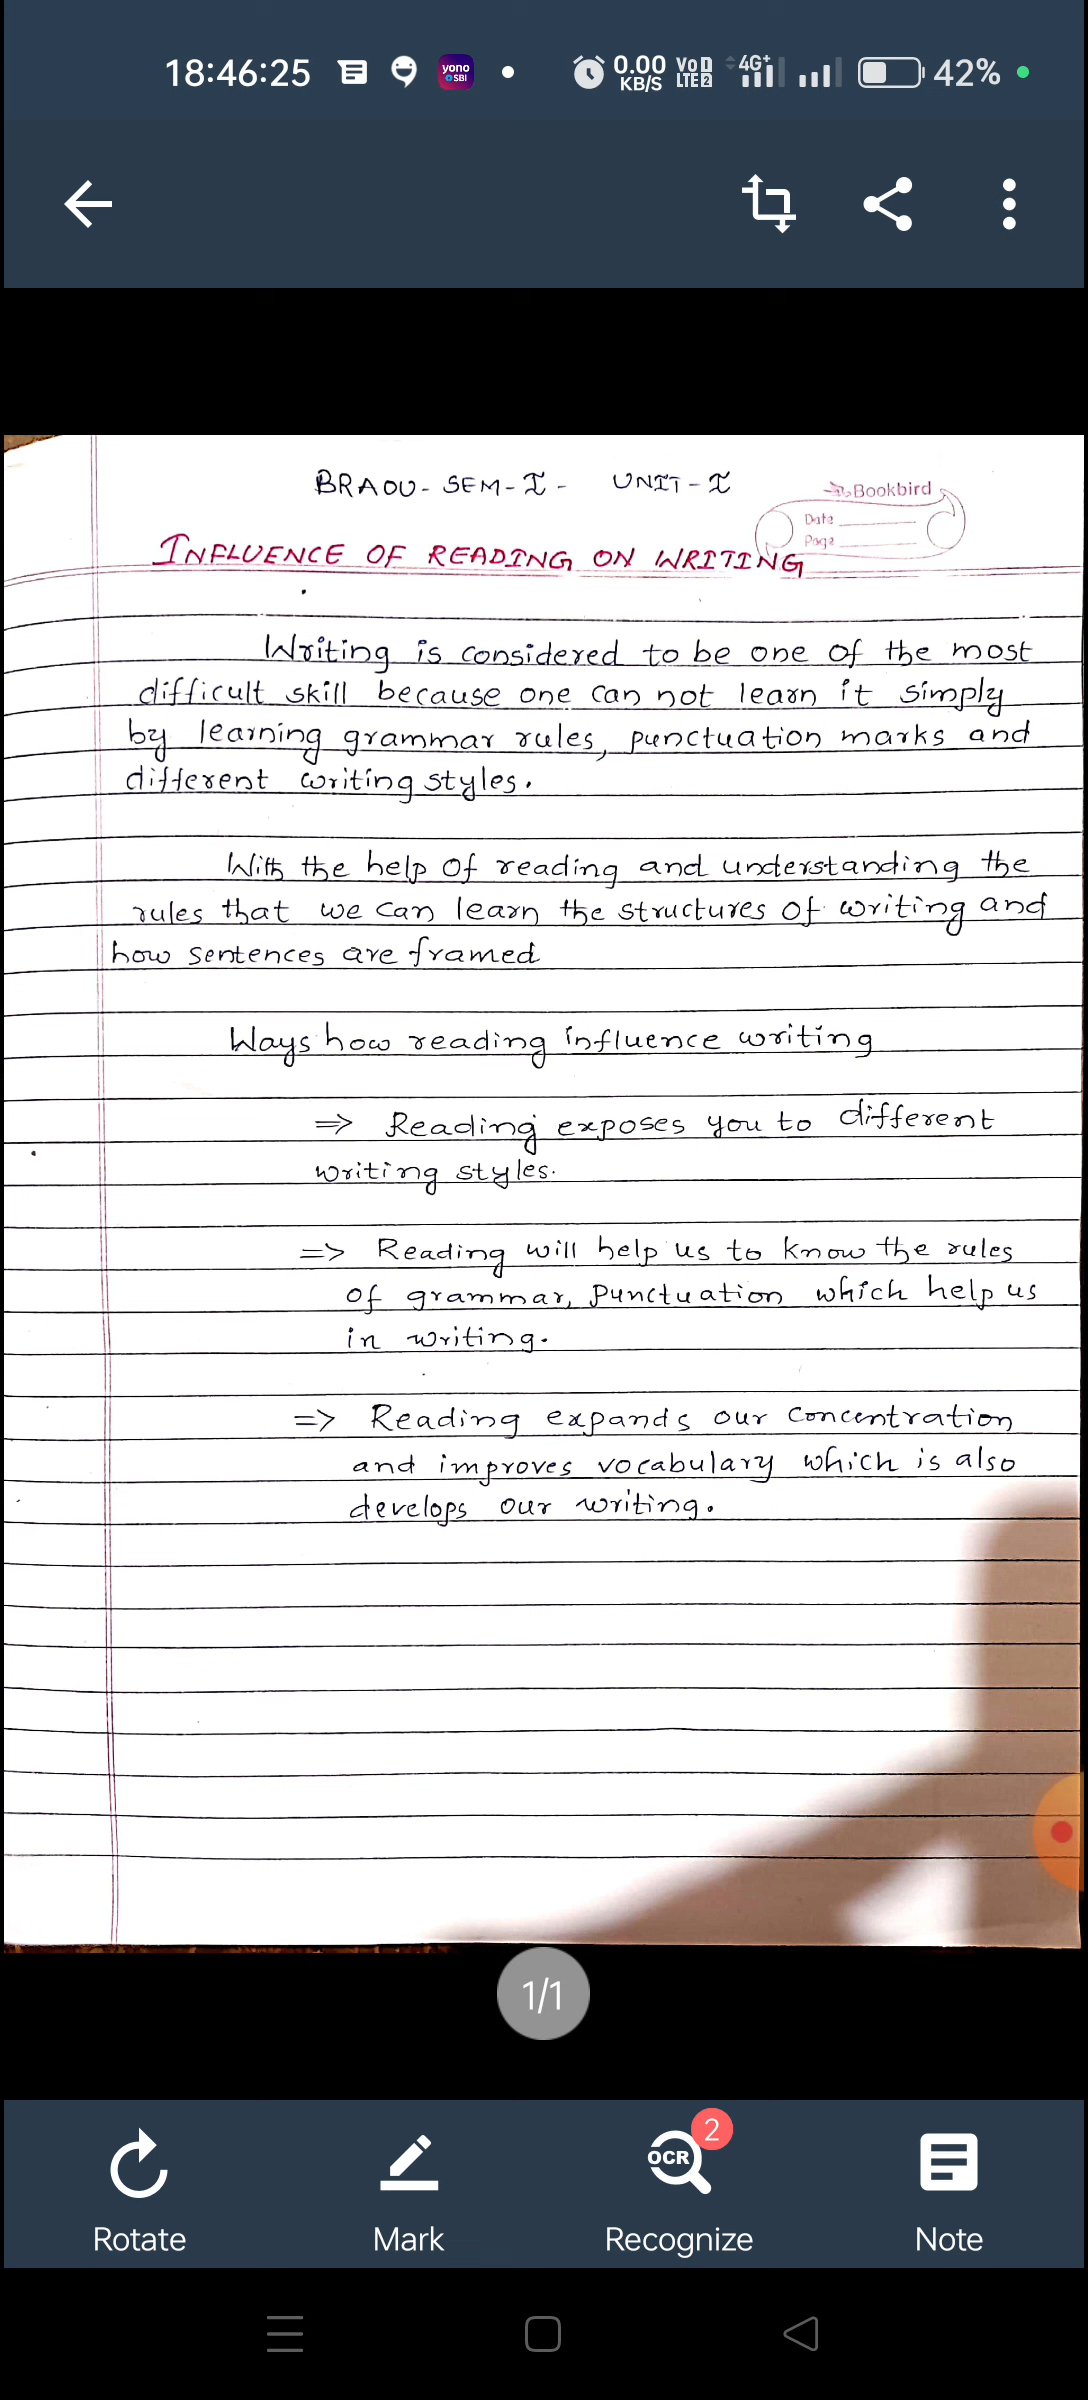 18:46:25 yono SBI 0.00 KB/S VoD LTE 2 4G+ 42%
BRAOU - SEM - I - UNIT - I
Bookbird
Date
Page
INFLUENCE OF READING ON WRITING
Writing is considered to be one of the most
difficult skill because one can not learn it simply
by learning grammar rules, punctuation marks and
different writing styles.
With the help of reading and understanding the
rules that we can learn the structures of writing and
how sentences are framed
Ways how reading influence writing
⇒ Reading exposes you to different
writing styles.
=> Reading will help us to know the rules
of grammar, punctuation which help us
in writing.
=> Reading expands our concentration
and improves vocabulary which is also
develops our writing.
1/1
OCR 2
Rotate Mark Recognize Note